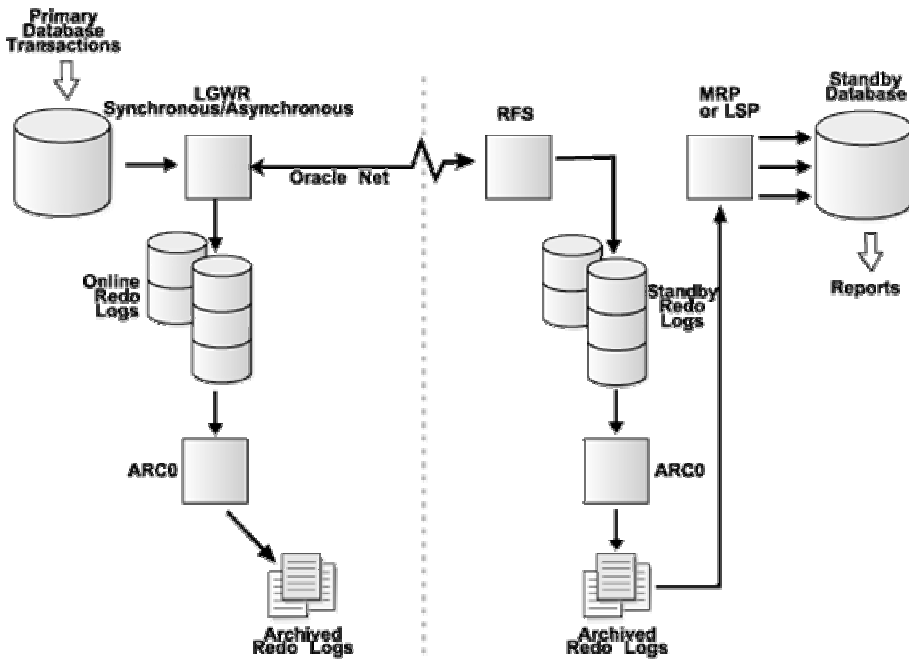 Primary
Database
Transactions
LGWR
Synchronous/Asynchronous
Oracle Net
Online
Redo
Logs
ARC0
Archived
Redo Logs
RFS
Standby
Redo
Logs
ARC0
Archived
Redo Logs
MRP
or LSP
Standby
Database
Reports